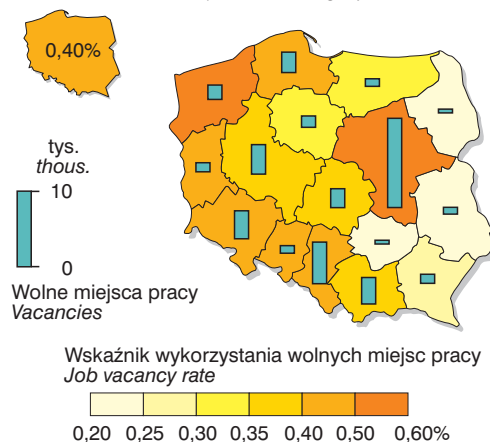 0,40%
tys.
thous.
10
0
Wolne miejsca pracy
Vacancies
Wskaźnik wykorzystania wolnych miejsc pracy
Job vacancy rate
0,20 0,25 0,30 0,35 0,40 0,50 0,60%